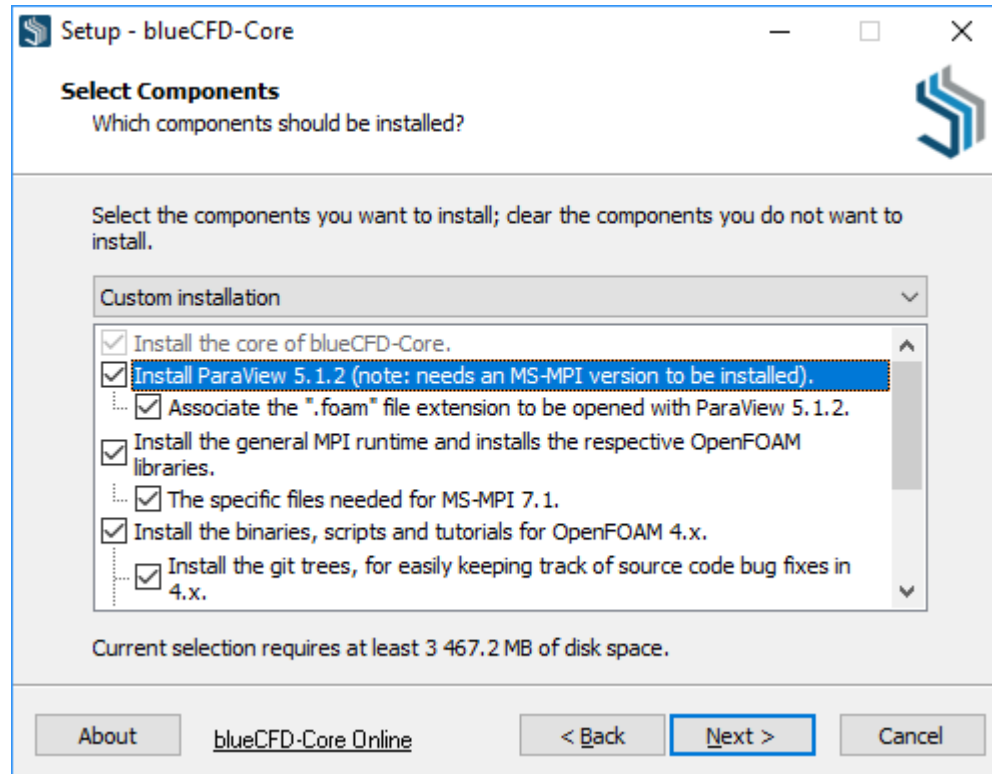 Setup - blueCFD-Core
Select Components
Which components should be installed?
Select the components you want to install; clear the components you do not want to
install.
Custom installation
Install the core of blueCFD-Core.
Install ParaView 5.1.2 (note: needs an MS-MPI version to be installed).
Associate the ".foam" file extension to be opened with ParaView 5.1.2.
Install the general MPI runtime and installs the respective OpenFOAM
libraries.
The specific files needed for MS-MPI 7.1.
Install the binaries, scripts and tutorials for OpenFOAM 4.x.
Install the git trees, for easily keeping track of source code bug fixes in
4.x.
Current selection requires at least 3 467.2 MB of disk space.
About
blueCFD-Core Online
< Back
Next >
Cancel